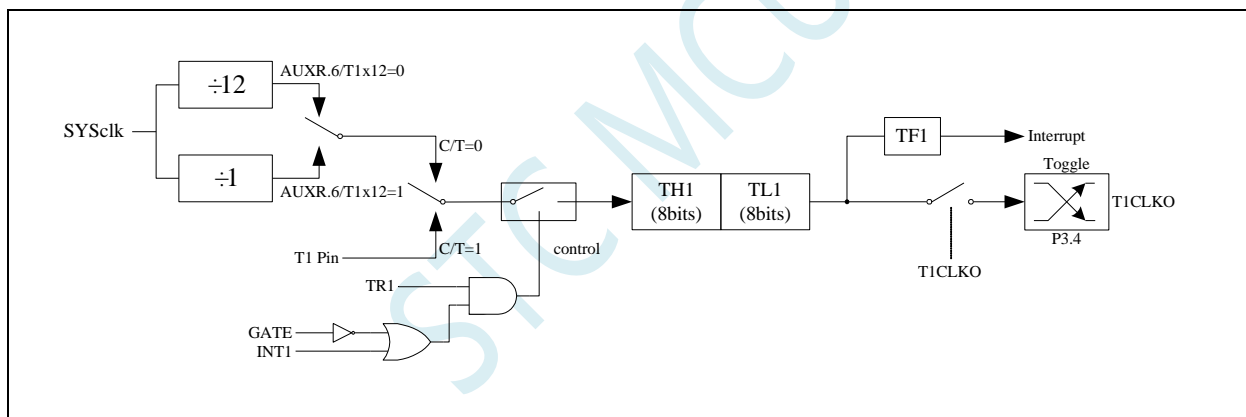 ÷12
AUXR.6/T1x12=0
SYSclk
÷1
AUXR.6/T1x12=1
C/T=0
C/T=1
T1 Pin
TR1
GATE
INT1
control
TH1
(8bits)
TL1
(8bits)
TF1
Interrupt
Toggle
T1CLKO
P3.4
T1CLKO
STC MCU